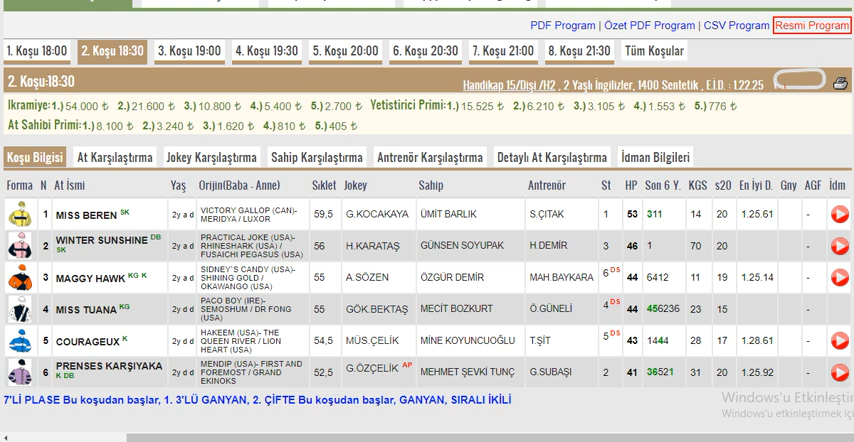 PDF Program | Özet PDF Program | CSV Program Resmi Program
1. Koşu 18:00 2. Koşu 18:30 3. Koşu 19:00 4. Koşu 19:30 5. Koşu 20:00 6. Koşu 20:30 7. Koşu 21:00 8. Koşu 21:30 Tüm Koşular
2. Koşu:18:30 Handikap 15/Dişi /H2 , 2 Yaşlı İngilizler, 1400 Sentetik , E.İ.D. : 1.22.25
Ikramiye:1.) 54.000 ₺ 2.) 21.600 ₺ 3.) 10.800 ₺ 4.) 5.400 ₺ 5.) 2.700 ₺ Yetistirici Primi:1.) 15.525 ₺ 2.) 6.210 ₺ 3.) 3.105 ₺ 4.) 1.553 ₺ 5.) 776 ₺
At Sahibi Primi:1.) 8.100 ₺ 2.) 3.240 ₺ 3.) 1.620 ₺ 4.) 810 ₺ 5.) 405 ₺
Koşu Bilgisi At Karşılaştırma Jokey Karşılaştırma Sahip Karşılaştırma Antrenör Karşılaştırma Detaylı At Karşılaştırma İdman Bilgileri
Forma N At İsmi Yaş Orijin(Baba - Anne) Sıklet Jokey Sahip Antrenör St HP Son 6 Y. KGS s20 En İyi D. Gny AGF İdm
1 MISS BEREN SK 2y a d VICTORY GALLOP (CAN)- MERIDYA / LUXOR 59,5 G.KOCAKAYA ÜMİT BARLIK S.ÇITAK 1 53 311 14 20 1.25.61 -
2 WINTER SUNSHINE DB SK 2y a d PRACTICAL JOKE (USA)- RHINESHARK (USA) / FUSAICHI PEGASUS (USA) 56 H.KARATAŞ GÜNSEN SOYUPAK H.DEMİR 3 46 1 70 20 -
3 MAGGY HAWK KG K 2y a d SIDNEY'S CANDY (USA)- SHINING GOLD / OKAWANGO (USA) 55 A.SÖZEN ÖZGÜR DEMİR MAH.BAYKARA 6 DS 44 6412 11 19 1.25.14 -
4 MISS TUANA KG 2y d d PACO BOY (IRE)- SEMOSHUM / DR FONG (USA) 55 GÖK.BEKTAŞ MECİT BOZKURT Ö.GÜNELİ 4 DS 44 456236 23 15 -
5 COURAGEUX K 2y d d HAKEEM (USA)- THE QUEEN RIVER / LION HEART (USA) 54,5 MÜS.ÇELİK MİNE KOYUNCUOĞLU T.ŞİT 5 DS 43 1444 28 17 1.28.61 -
6 PRENSES KARŞIYAKA K DB 2y d d MENDIP (USA)- FIRST AND FOREMOST / GRAND EKINOKS 52,5 G.ÖZÇELİK AP MEHMET ŞEVKİ TUNÇ G.SUBAŞI 2 41 36521 31 20 1.25.92 -
7'Lİ PLASE Bu koşudan başlar, 1. 3'LÜ GANYAN, 2. ÇİFTE Bu koşudan başlar, GANYAN, SIRALI İKİLİ
Windows'u Etkinleştir
Windows'u etkinleştirmek iç